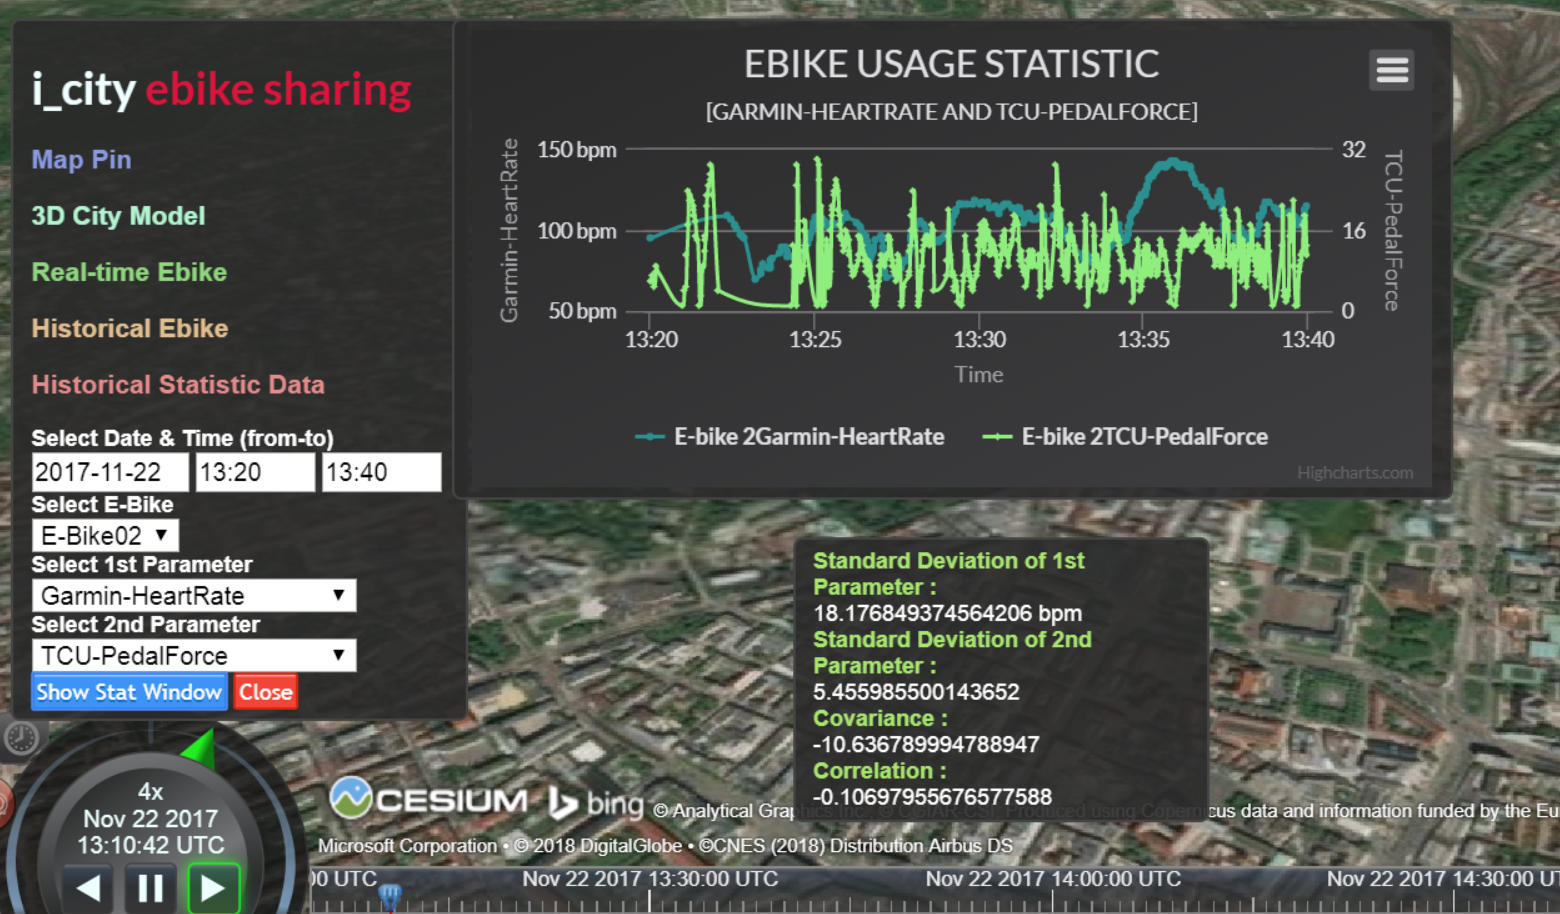 i_city ebike sharing
Map Pin
3D City Model
Real-time Ebike
Historical Ebike
Historical Statistic Data
Select Date & Time (from-to)
2017-11-22 13:20 13:40
Select E-Bike
E-Bike02
Select 1st Parameter
Garmin-HeartRate
Select 2nd Parameter
TCU-PedalForce
Show Stat Window Close
EBIKE USAGE STATISTIC
[GARMIN-HEARTRATE AND TCU-PEDALFORCE]
Garmin-HeartRate
150 bpm
100 bpm
50 bpm
32
16
0
TCU-PedalForce
13:20 13:25 13:30 13:35 13:40
Time
E-bike 2Garmin-HeartRate E-bike 2TCU-PedalForce
Highcharts.com
Standard Deviation of 1st
Parameter :
18.176849374564206 bpm
Standard Deviation of 2nd
Parameter :
5.455985500143652
Covariance :
-10.636789994788947
Correlation :
-0.10697955676577588
4x
Nov 22 2017
13:10:42 UTC
CESIUM bing © Analytical Graphics © CGIAR-CSI, Produced using Copernicus data and information funded by the Eu
Microsoft Corporation • © 2018 DigitalGlobe • ©CNES (2018) Distribution Airbus DS
00 UTC Nov 22 2017 13:30:00 UTC Nov 22 2017 14:00:00 UTC Nov 22 2017 14:30:00 UT